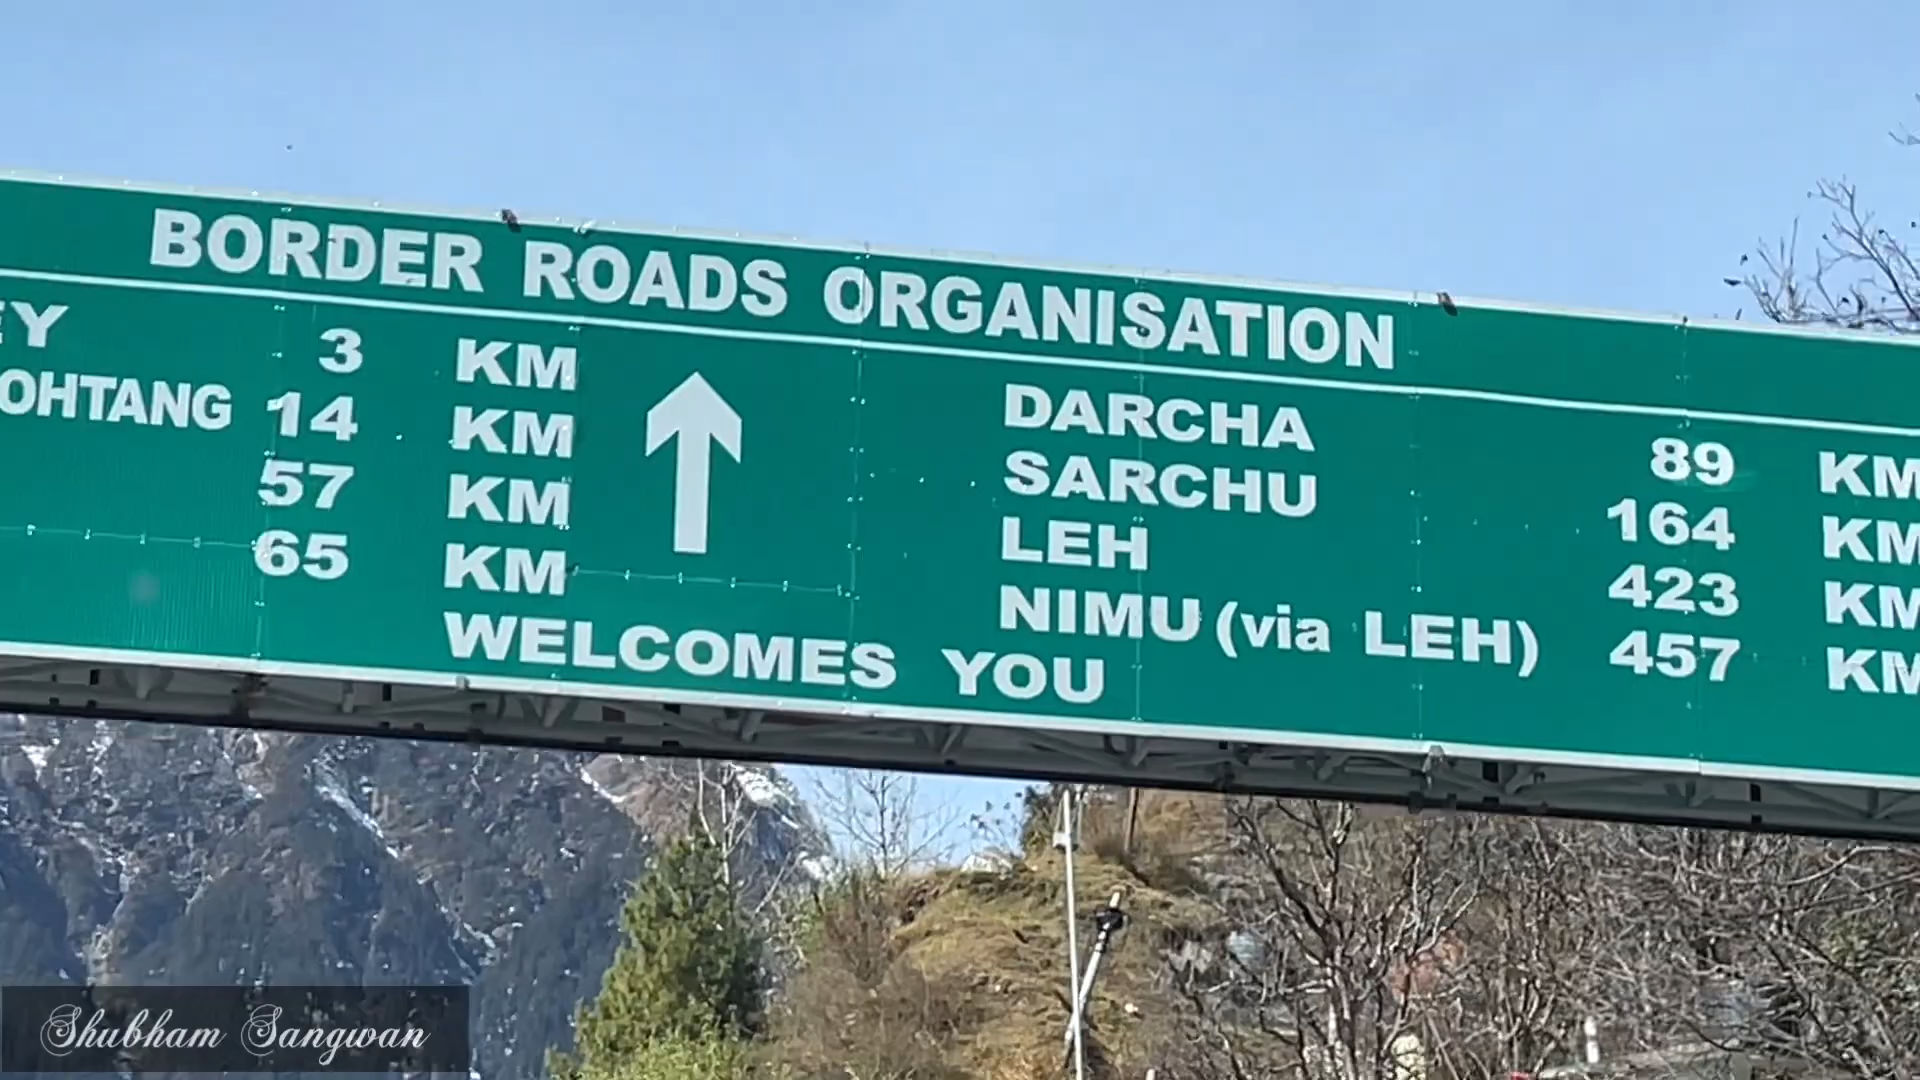 BORDER ROADS ORGANISATION
EY 3 KM
OHTANG 14 KM
57 KM
65 KM
DARCHA 89 KM
SARCHU 164 KM
LEH 423 KM
NIMU (via LEH) 457 KM
WELCOMES YOU
Shubham Sangwan